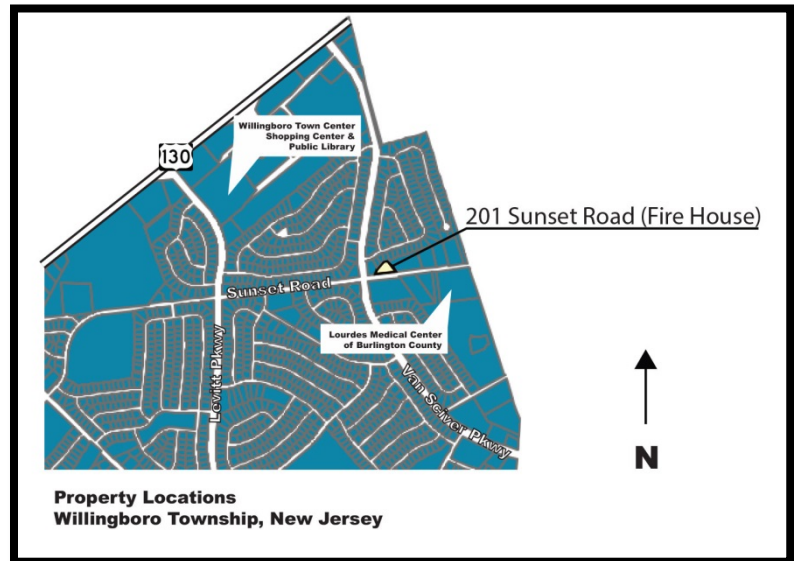 Willingboro Town Center
Shopping Center &
Public Library
130
201 Sunset Road (Fire House)
Sunset Road
Lourdes Medical Center
of Burlington County
Levitt Pkwy
Van Sciver Pkwy
N
Property Locations
Willingboro Township, New Jersey